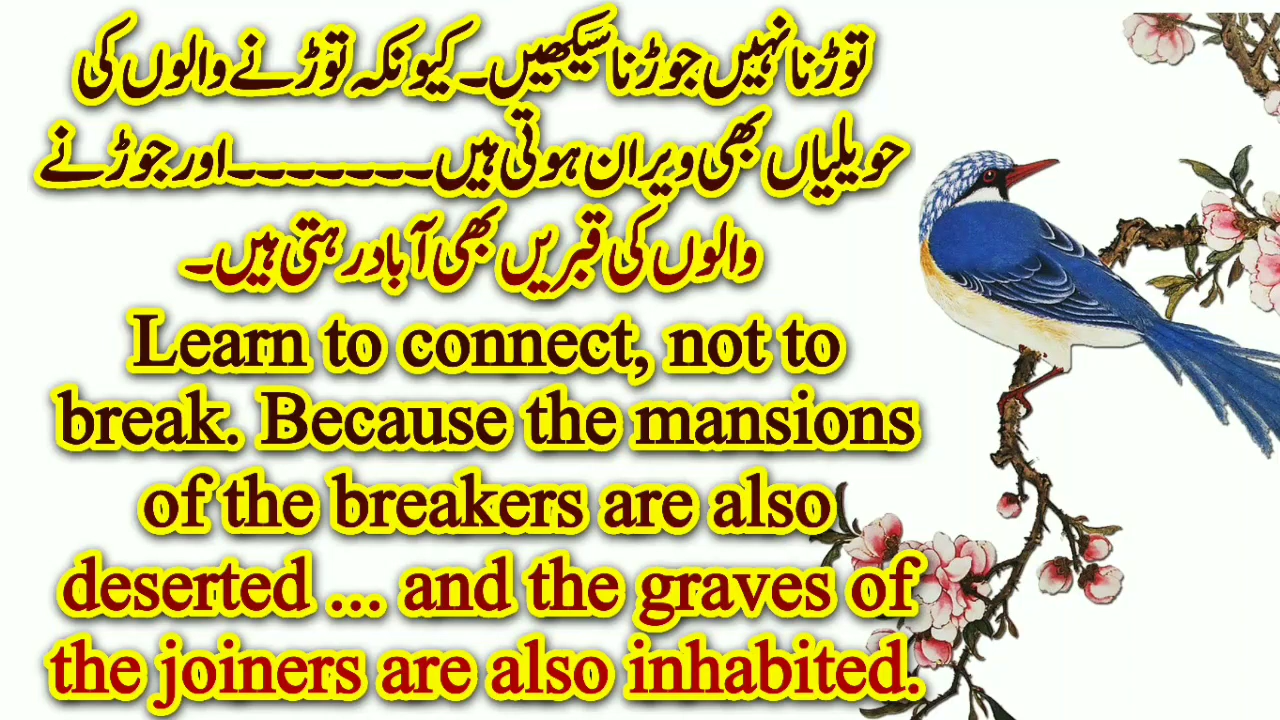 توڑنا نہیں جوڑنا سیکھیں۔ کیونکہ توڑنے والوں کی
حویلیاں بھی ویران ہوتی ہیں۔۔۔۔۔۔۔اور جوڑنے
والوں کی قبریں بھی آباد رہتی ہیں۔
Learn to connect, not to
break. Because the mansions
of the breakers are also
deserted ... and the graves of
the joiners are also inhabited.